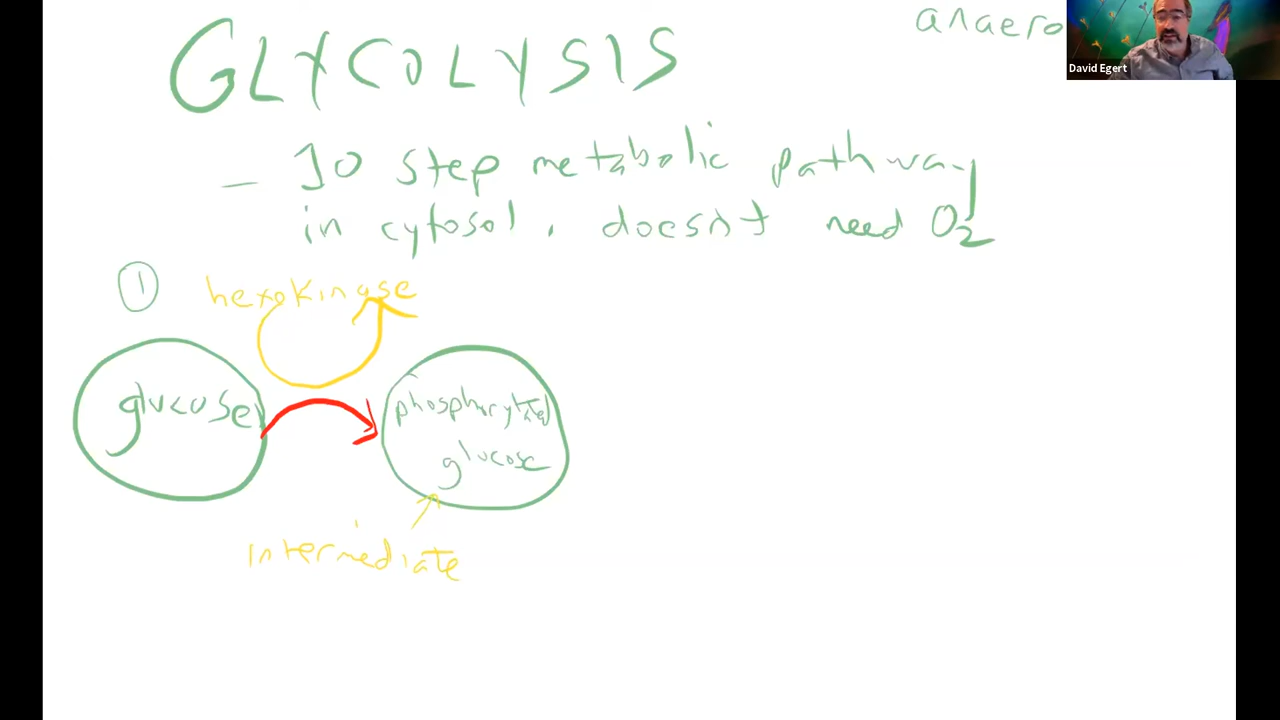 anaero
David Egert
GLYCOLYSIS
- 10 step metabolic pathway
in cytosol. doesn't need O2
1 hexokinase
glucose
phosphorylated
glucose
intermediate